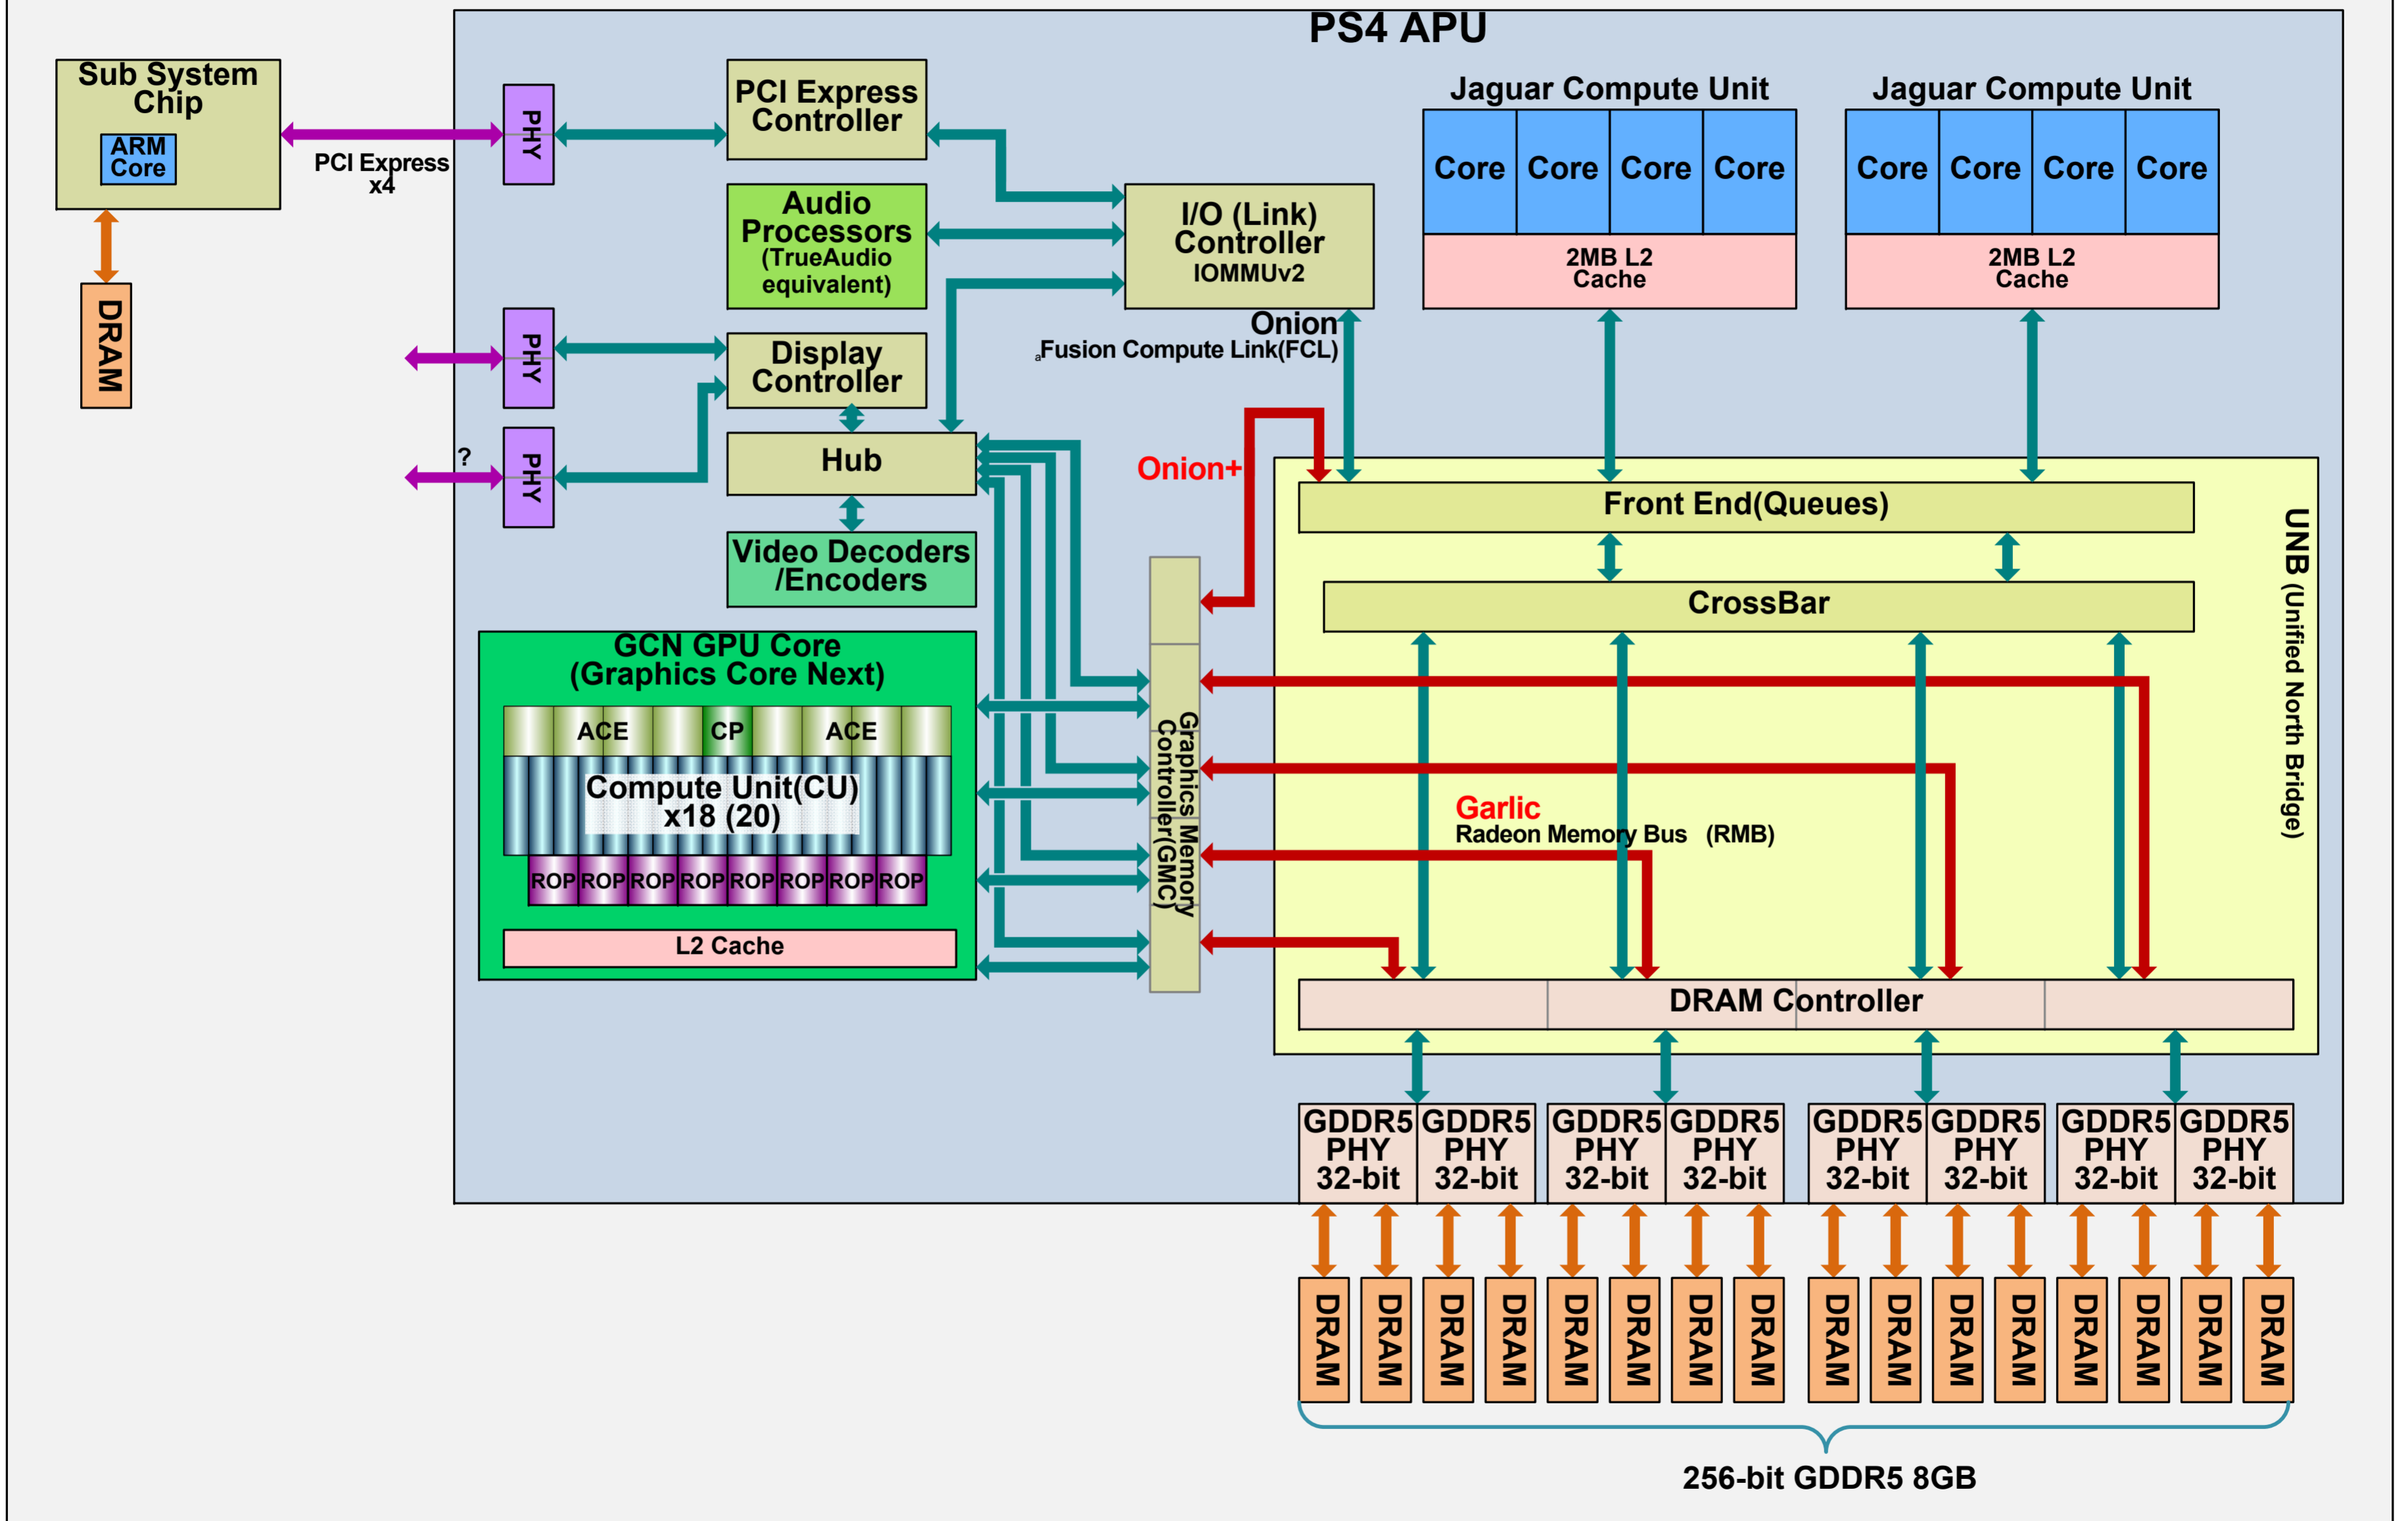 PS4 APU
Sub System
Chip
ARM
Core
PCI Express
x4
DRAM
PHY
PCI Express
Controller
Audio
Processors
(TrueAudio
equivalent)
I/O (Link)
Controller
IOMMUv2
Jaguar Compute Unit
Core Core Core Core
2MB L2
Cache
Jaguar Compute Unit
Core Core Core Core
2MB L2
Cache
Onion
aFusion Compute Link(FCL)
PHY
Display
Controller
?
PHY
Hub
Onion+
Video Decoders
/Encoders
Front End(Queues)
CrossBar
UNB (Unified North Bridge)
GCN GPU Core
(Graphics Core Next)
ACE CP ACE
Compute Unit(CU)
x18 (20)
ROP ROP ROP ROP ROP ROP ROP ROP
L2 Cache
Graphics Memory
Controller(GMC)
Garlic
Radeon Memory Bus (RMB)
DRAM Controller
GDDR5 GDDR5 GDDR5 GDDR5 GDDR5 GDDR5 GDDR5 GDDR5
PHY PHY PHY PHY PHY PHY PHY PHY
32-bit 32-bit 32-bit 32-bit 32-bit 32-bit 32-bit 32-bit
DRAM DRAM DRAM DRAM DRAM DRAM DRAM DRAM DRAM DRAM DRAM DRAM DRAM DRAM DRAM DRAM
256-bit GDDR5 8GB